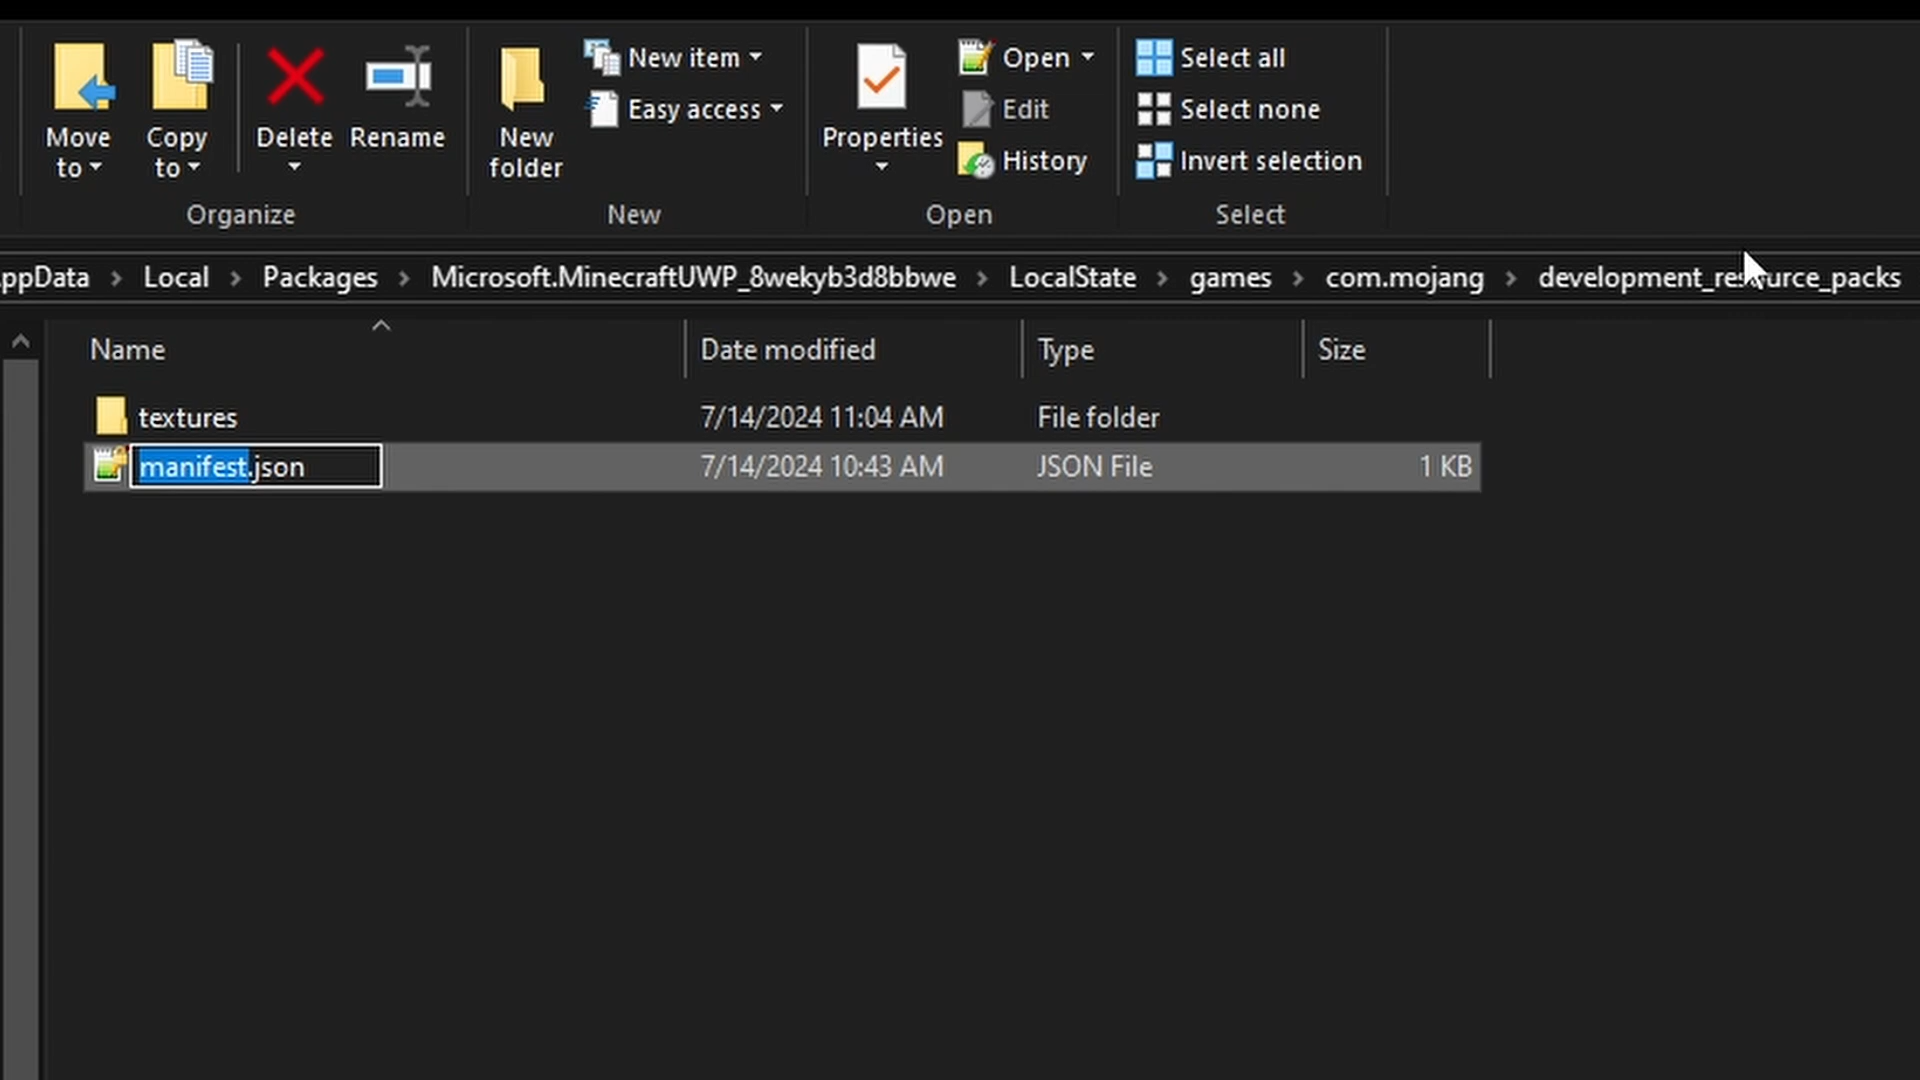 Move to
Copy to
Delete
Rename
Organize
New folder
New item
Easy access
New
Properties
Open
Edit
History
Open
Select all
Select none
Invert selection
Select
ppData > Local > Packages > Microsoft.MinecraftUWP_8wekyb3d8bbwe > LocalState > games > com.mojang > development_resource_packs
Name Date modified Type Size
textures 7/14/2024 11:04 AM File folder
manifest.json 7/14/2024 10:43 AM JSON File 1 KB